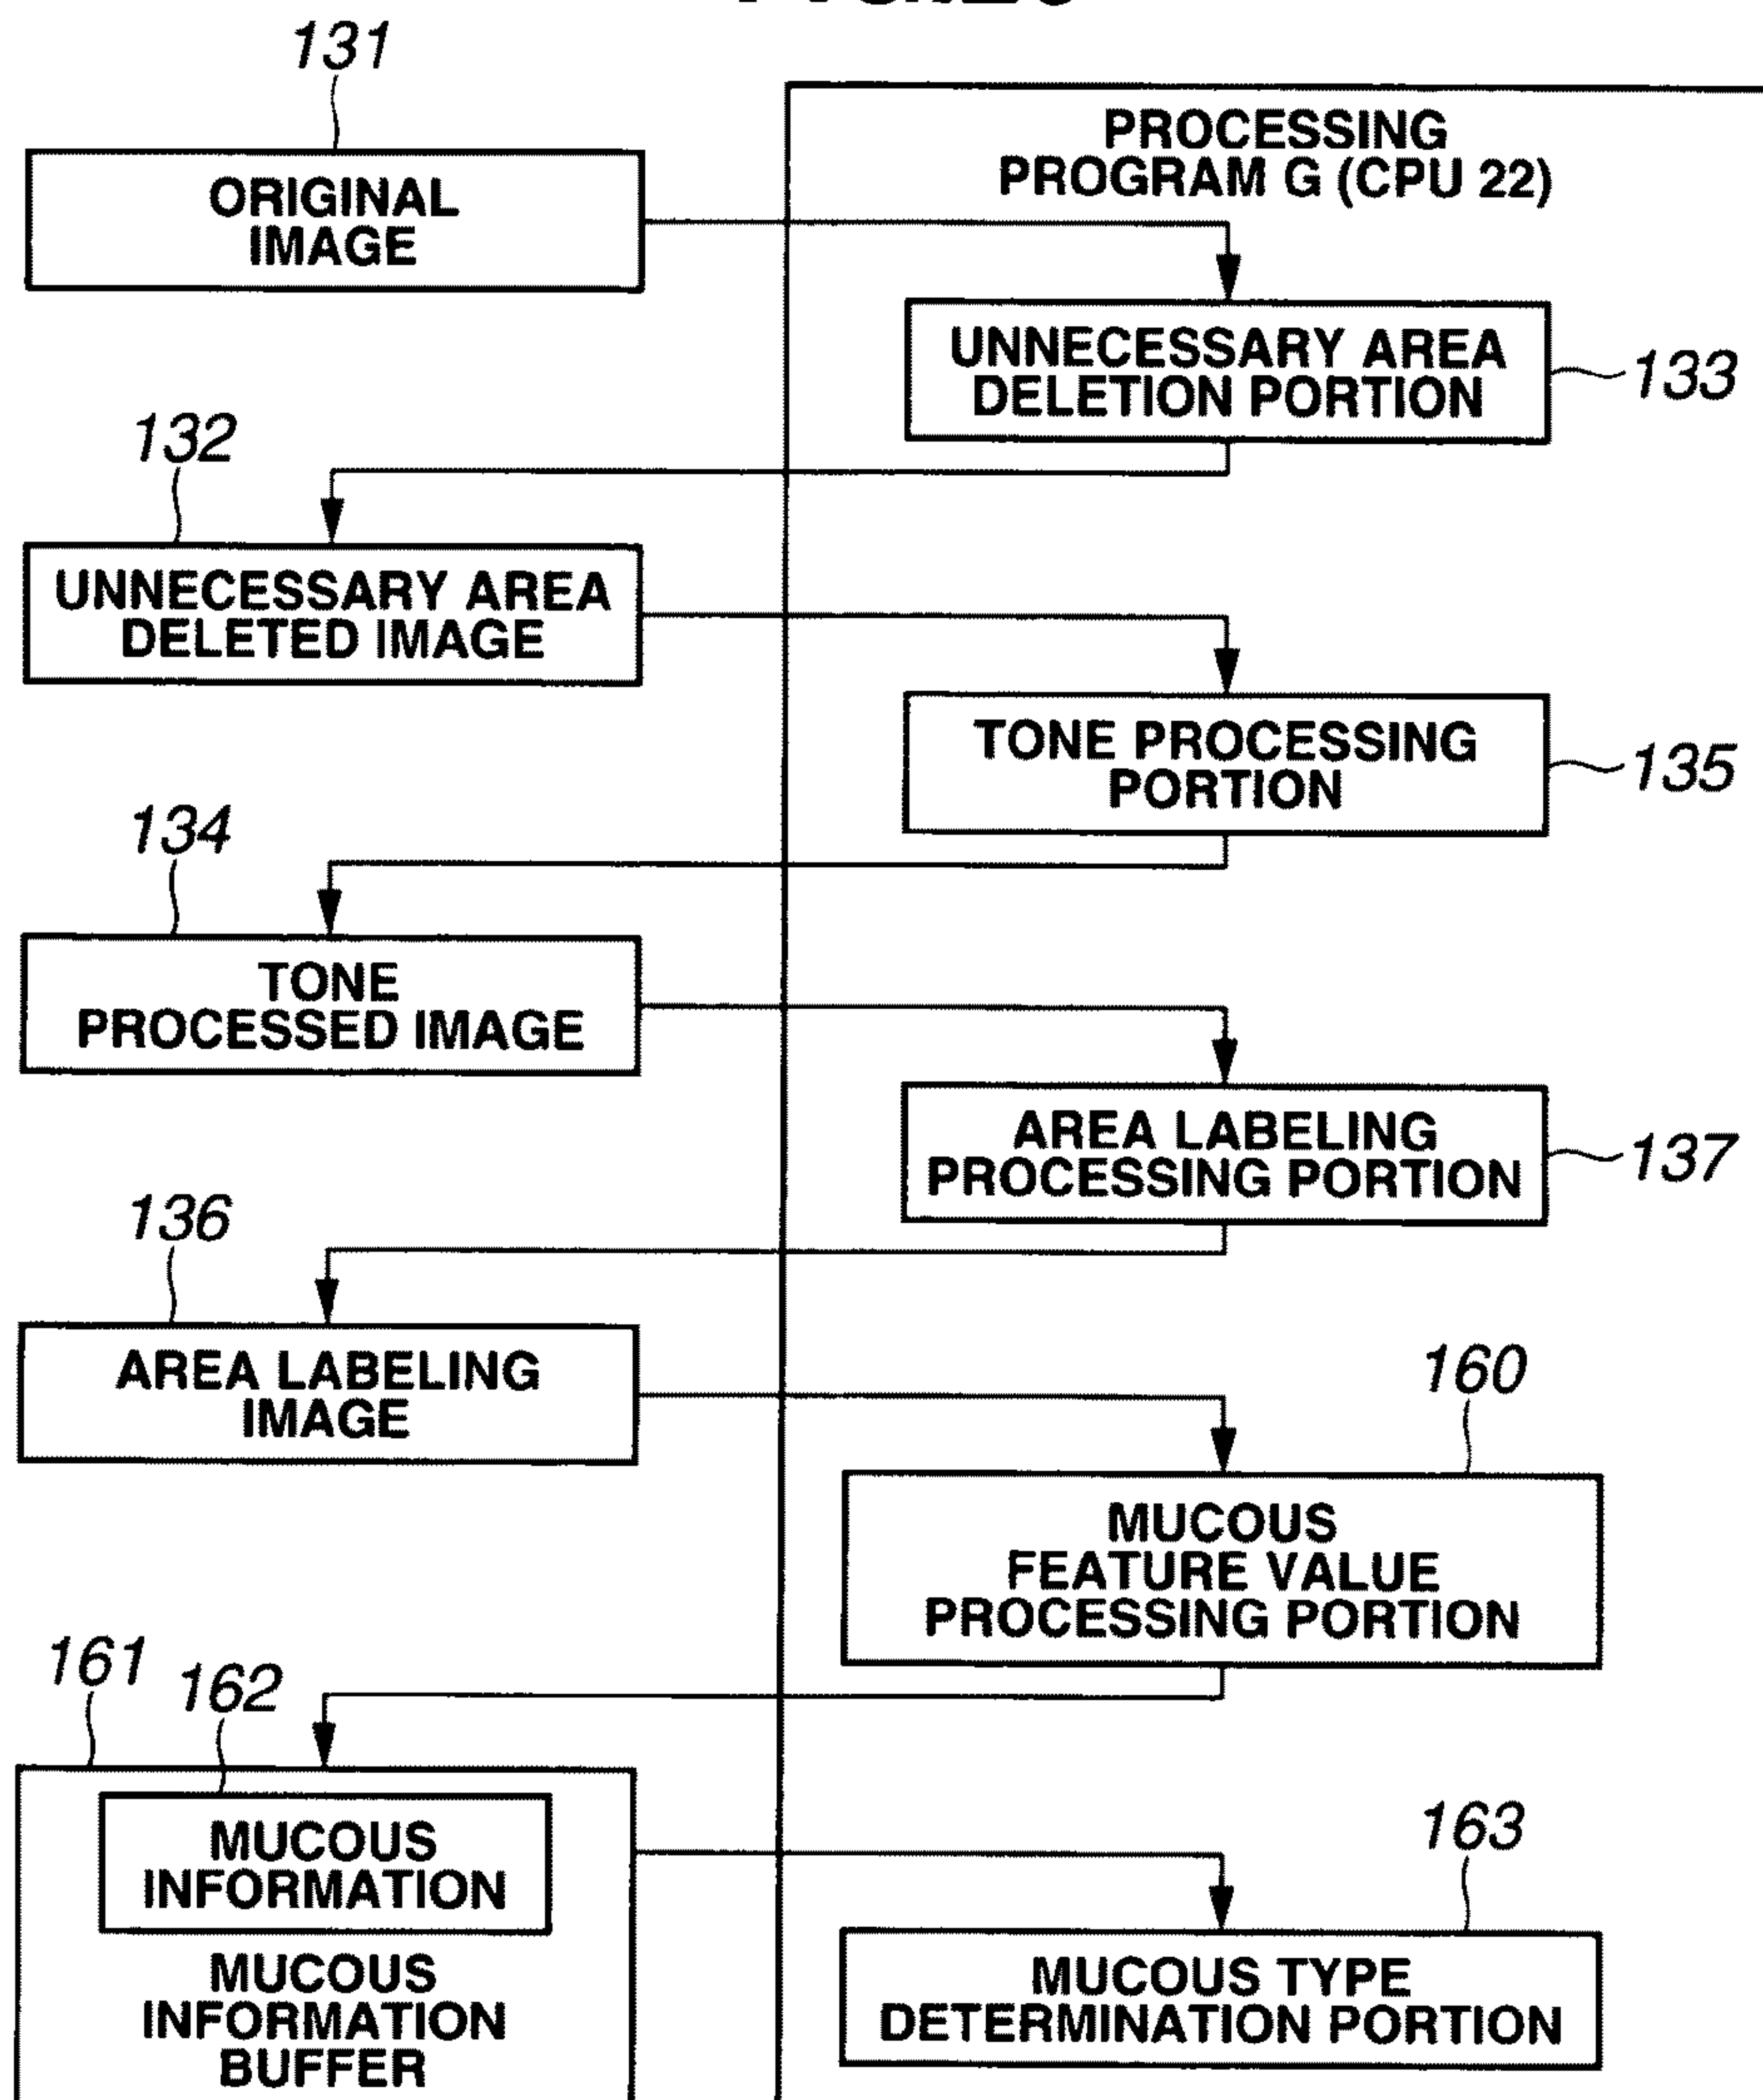 131
PROCESSING
PROGRAM G (CPU 22)
ORIGINAL
IMAGE
UNNECESSARY AREA
DELETION PORTION
133
132
UNNECESSARY AREA
DELETED IMAGE
TONE PROCESSING
PORTION
135
134
TONE
PROCESSED IMAGE
AREA LABELING
PROCESSING PORTION
137
136
AREA LABELING
IMAGE
160
MUCOUS
FEATURE VALUE
PROCESSING PORTION
161
162
MUCOUS
INFORMATION
MUCOUS
INFORMATION
BUFFER
163
MUCOUS TYPE
DETERMINATION PORTION